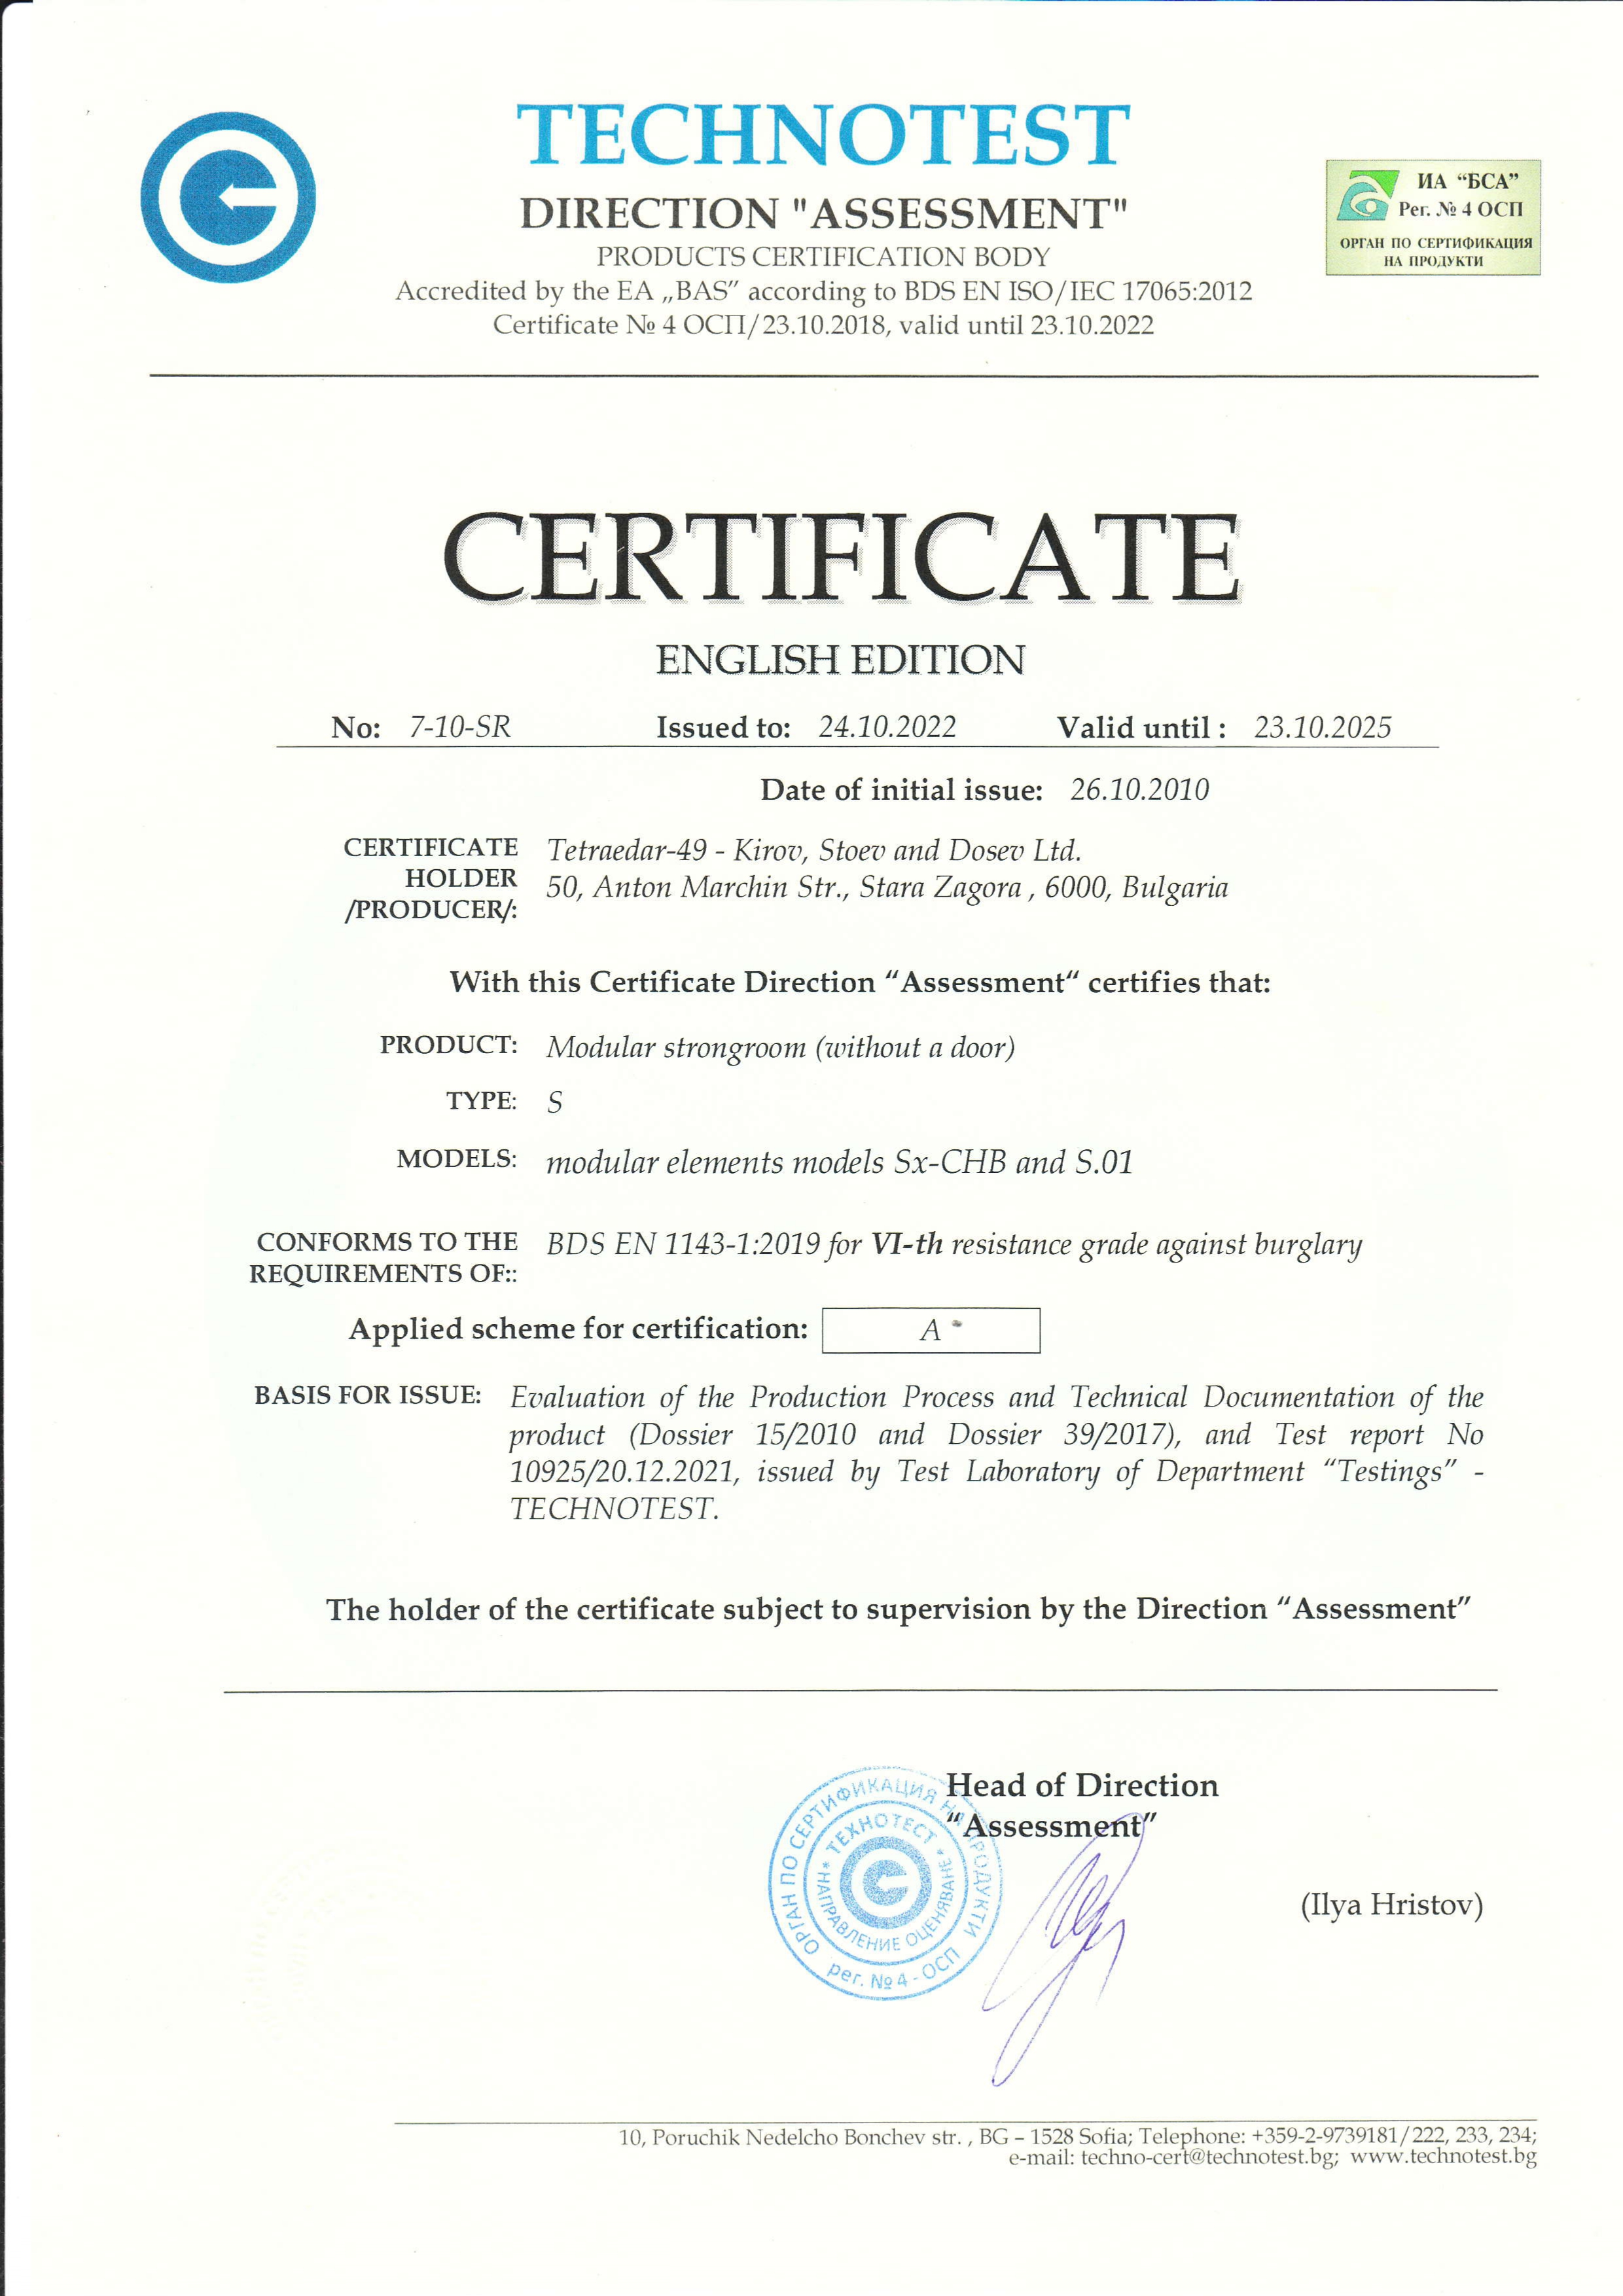 TECHNOTEST
DIRECTION "ASSESSMENT"
PRODUCTS CERTIFICATION BODY
Accredited by the EA „BAS” according to BDS EN ISO/IEC 17065:2012
Certificate № 4 ОСП/23.10.2018, valid until 23.10.2022
ИА “БСА”
Рег. № 4 ОСП
ОРГАН ПО СЕРТИФИКАЦИЯ
НА ПРОДУКТИ
CERTIFICATE
ENGLISH EDITION
No: 7-10-SR Issued to: 24.10.2022 Valid until : 23.10.2025
Date of initial issue: 26.10.2010
CERTIFICATE
HOLDER
/PRODUCER/:
Tetraedar-49 - Kirov, Stoev and Dosev Ltd.
50, Anton Marchin Str., Stara Zagora , 6000, Bulgaria
With this Certificate Direction “Assessment“ certifies that:
PRODUCT: Modular strongroom (without a door)
TYPE: S
MODELS: modular elements models Sx-CHB and S.01
CONFORMS TO THE
REQUIREMENTS OF::
BDS EN 1143-1:2019 for VI-th resistance grade against burglary
Applied scheme for certification: A
BASIS FOR ISSUE: Evaluation of the Production Process and Technical Documentation of the
product (Dossier 15/2010 and Dossier 39/2017), and Test report No
10925/20.12.2021, issued by Test Laboratory of Department “Testings” -
TECHNOTEST.
The holder of the certificate subject to supervision by the Direction “Assessment”
Head of Direction
“Assessment”
(Ilya Hristov)
ОРГАН ПО СЕРТИФИКАЦИЯ НА ПРОДУКТИ
рег. №4 - ОСП
* ТЕХНОТЕСТ *
НАПРАВЛЕНИЕ ОЦЕНЯВАНЕ
10, Poruchik Nedelcho Bonchev str. , BG – 1528 Sofia; Telephone: +359-2-9739181/222, 233, 234;
e-mail: techno-cert@technotest.bg; www.technotest.bg